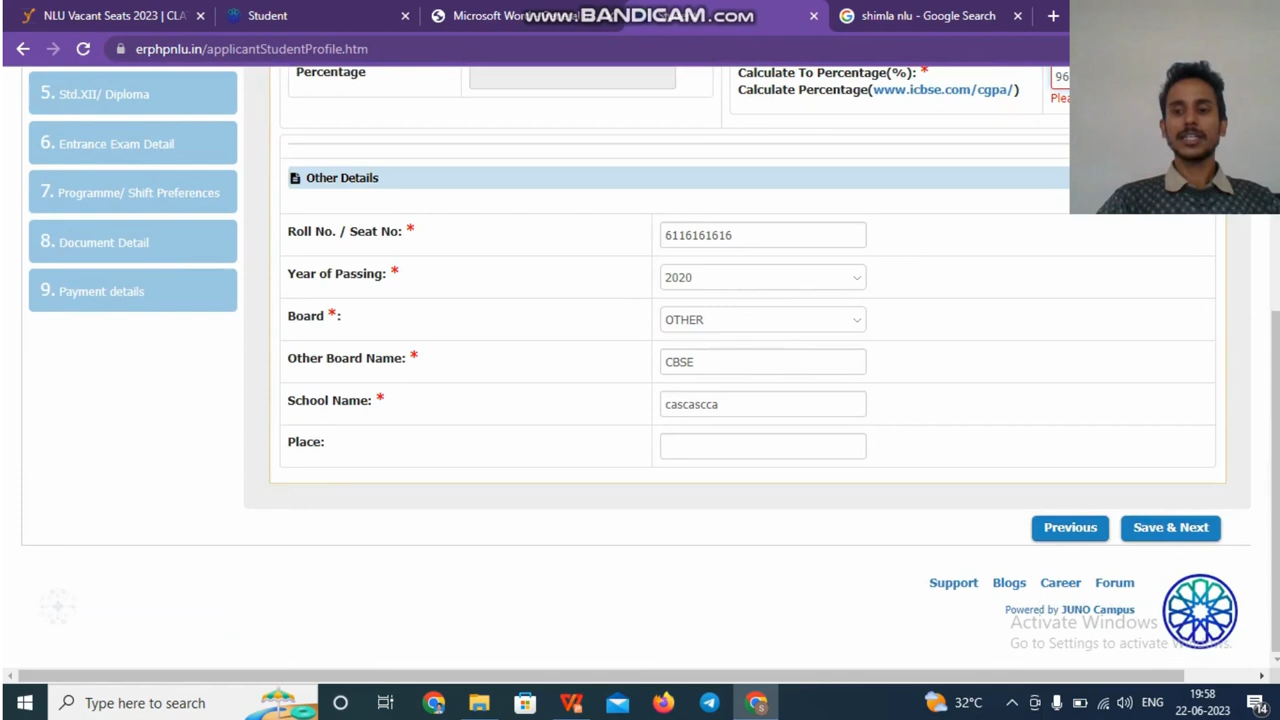 NLU Vacant Seats 2023 | CLA
Student
Microsoft Word
WWW.BANDICAM.COM
shimla nlu - Google Search
erphpnlu.in/applicantStudentProfile.htm
Percentage
Calculate To Percentage(%): *
Calculate Percentage(www.icbse.com/cgpa/)
96
Plea
5. Std.XII/ Diploma
6. Entrance Exam Detail
7. Programme/ Shift Preferences
8. Document Detail
9. Payment details
Other Details
Roll No. / Seat No: *
6116161616
Year of Passing: *
2020
Board *:
OTHER
Other Board Name: *
CBSE
School Name: *
cascascca
Place:
Previous
Save & Next
Support Blogs Career Forum
Powered by JUNO Campus
Activate Windows
Go to Settings to activate Windows.
Type here to search
32°C
ENG
19:58
22-06-2023
14